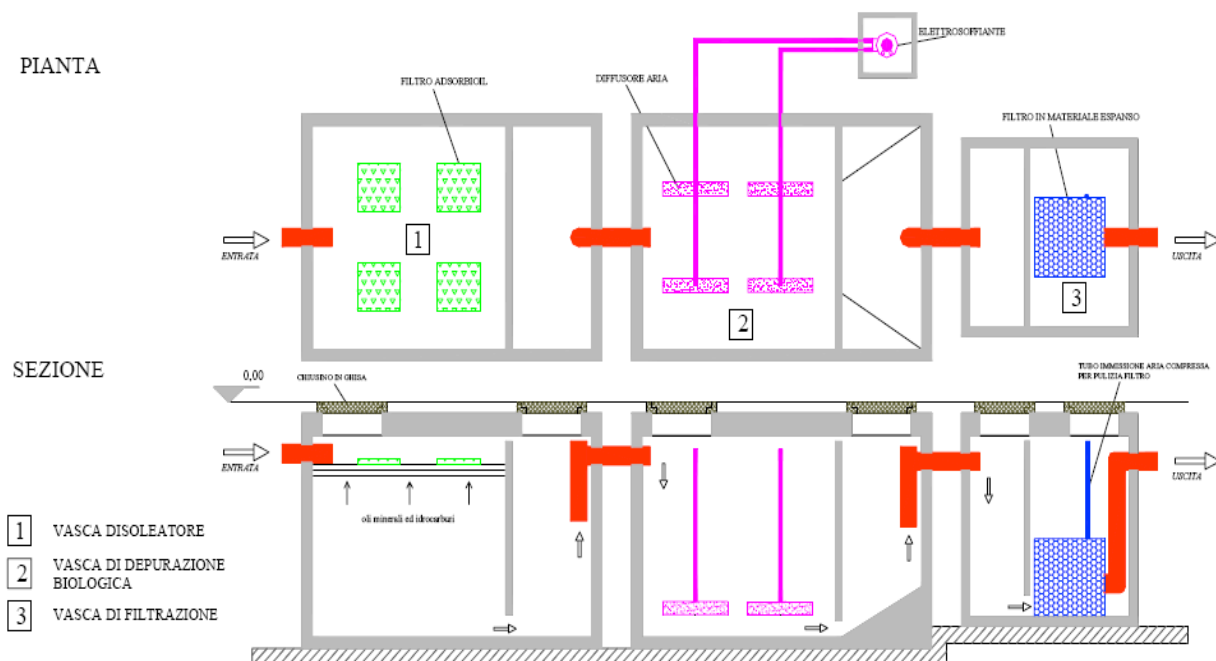 PIANTA
FILTRO ADSORBIOIL
DIFFUSORE ARIA
ELETTROSOFFIANTE
FILTRO IN MATERIALE ESPANSO
1
ENTRATA
2
3
USCITA
SEZIONE
0,00
CHIUSINO IN GHISA
TUBO IMMISSIONE ARIA COMPRESSA
PER PULIZIA FILTRO
ENTRATA
oli minerali ed idrocarburi
USCITA
1 VASCA DISOLEATORE
2 VASCA DI DEPURAZIONE
BIOLOGICA
3 VASCA DI FILTRAZIONE